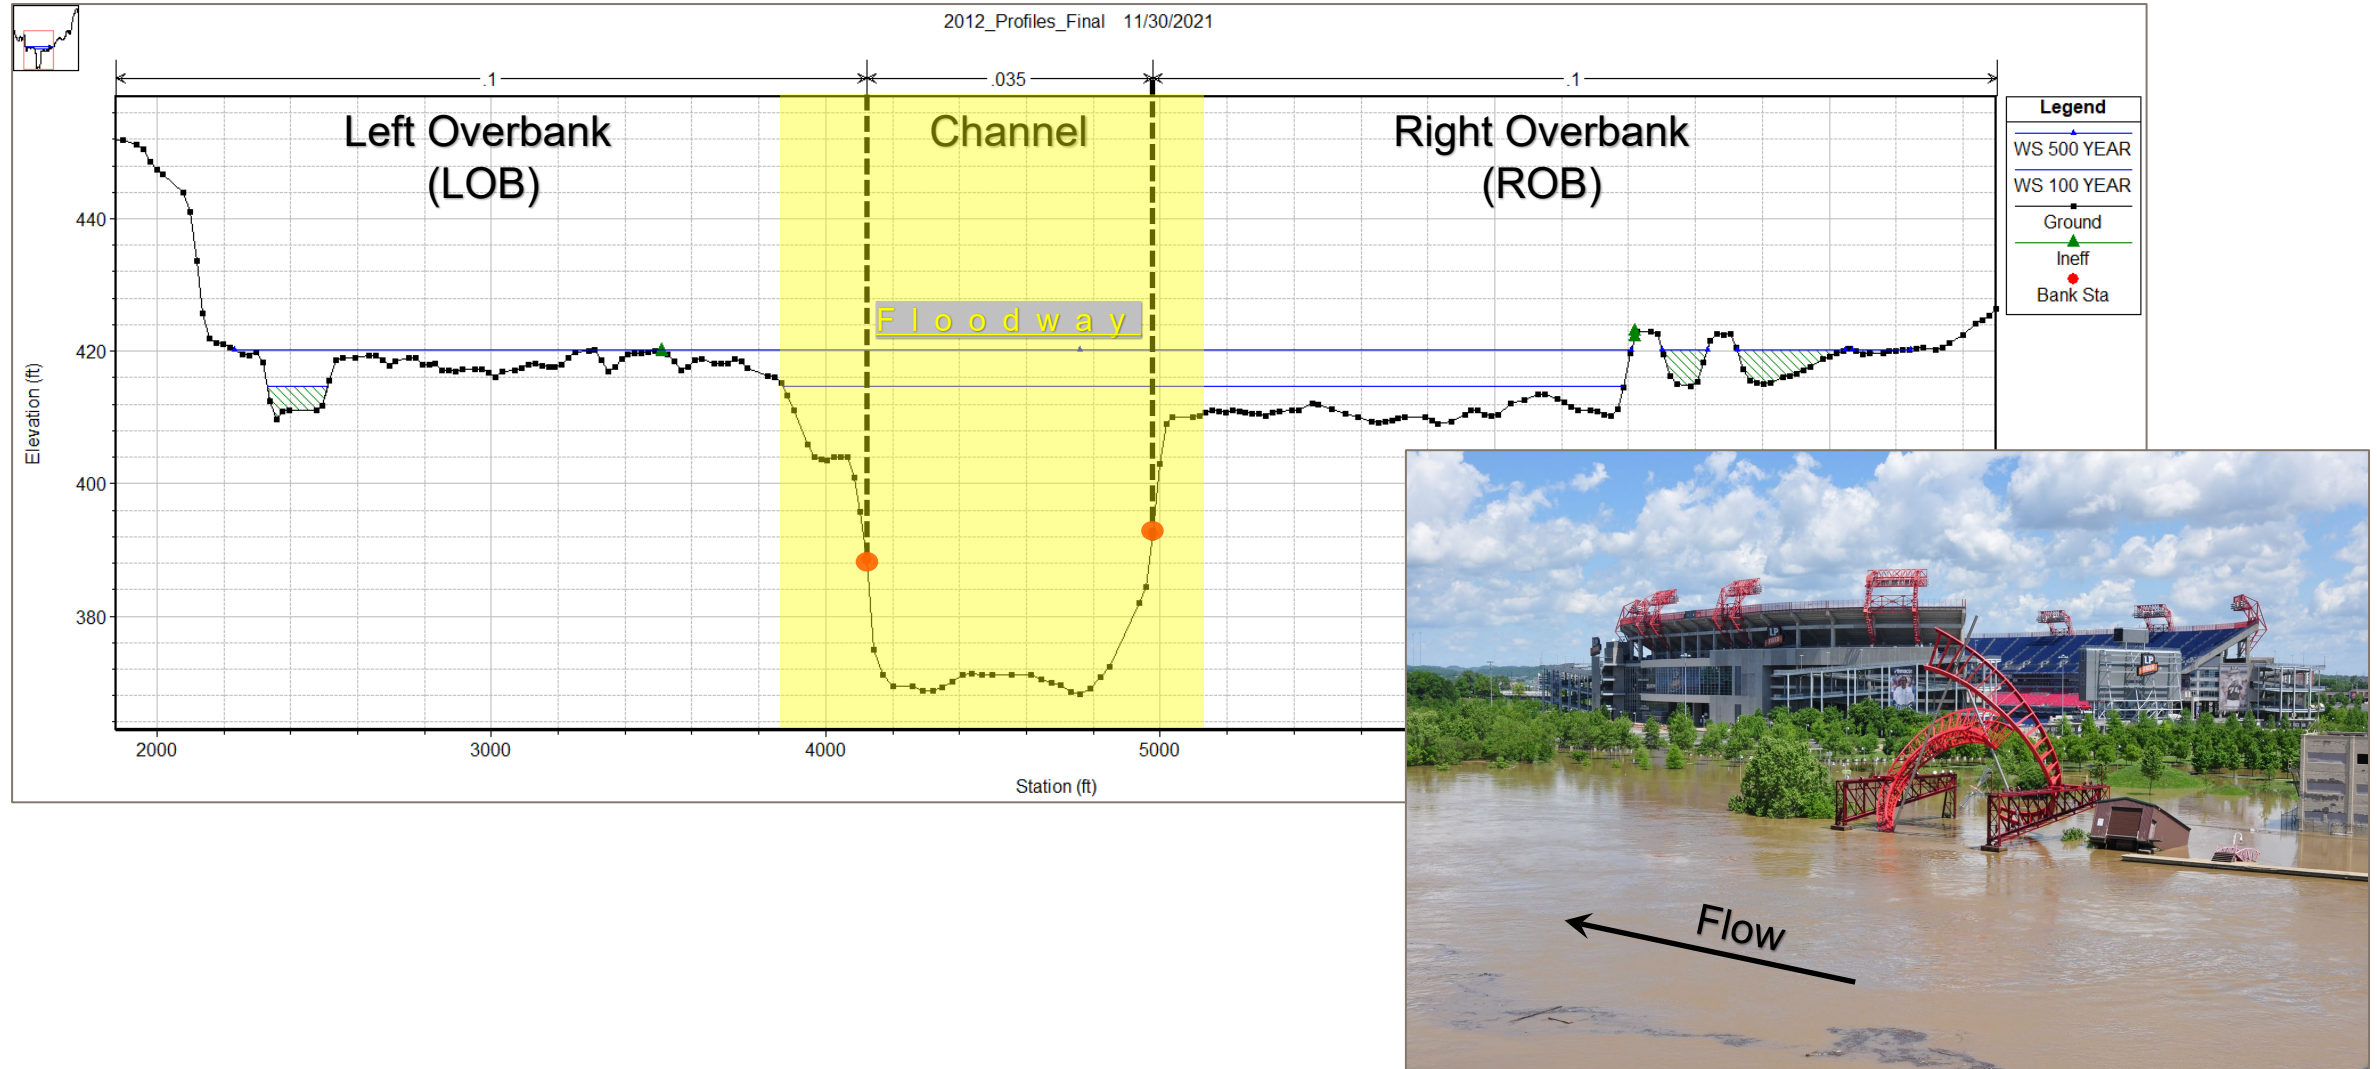 2012_Profiles_Final 11/30/2021
.1
.035
.1
Left Overbank
(LOB)
Channel
Right Overbank
(ROB)
Floodway
Legend
WS 500 YEAR
WS 100 YEAR
Ground
Ineff
Bank Sta
440
420
400
380
Elevation (ft)
2000
3000
4000
5000
Station (ft)
LP
LP
Flow